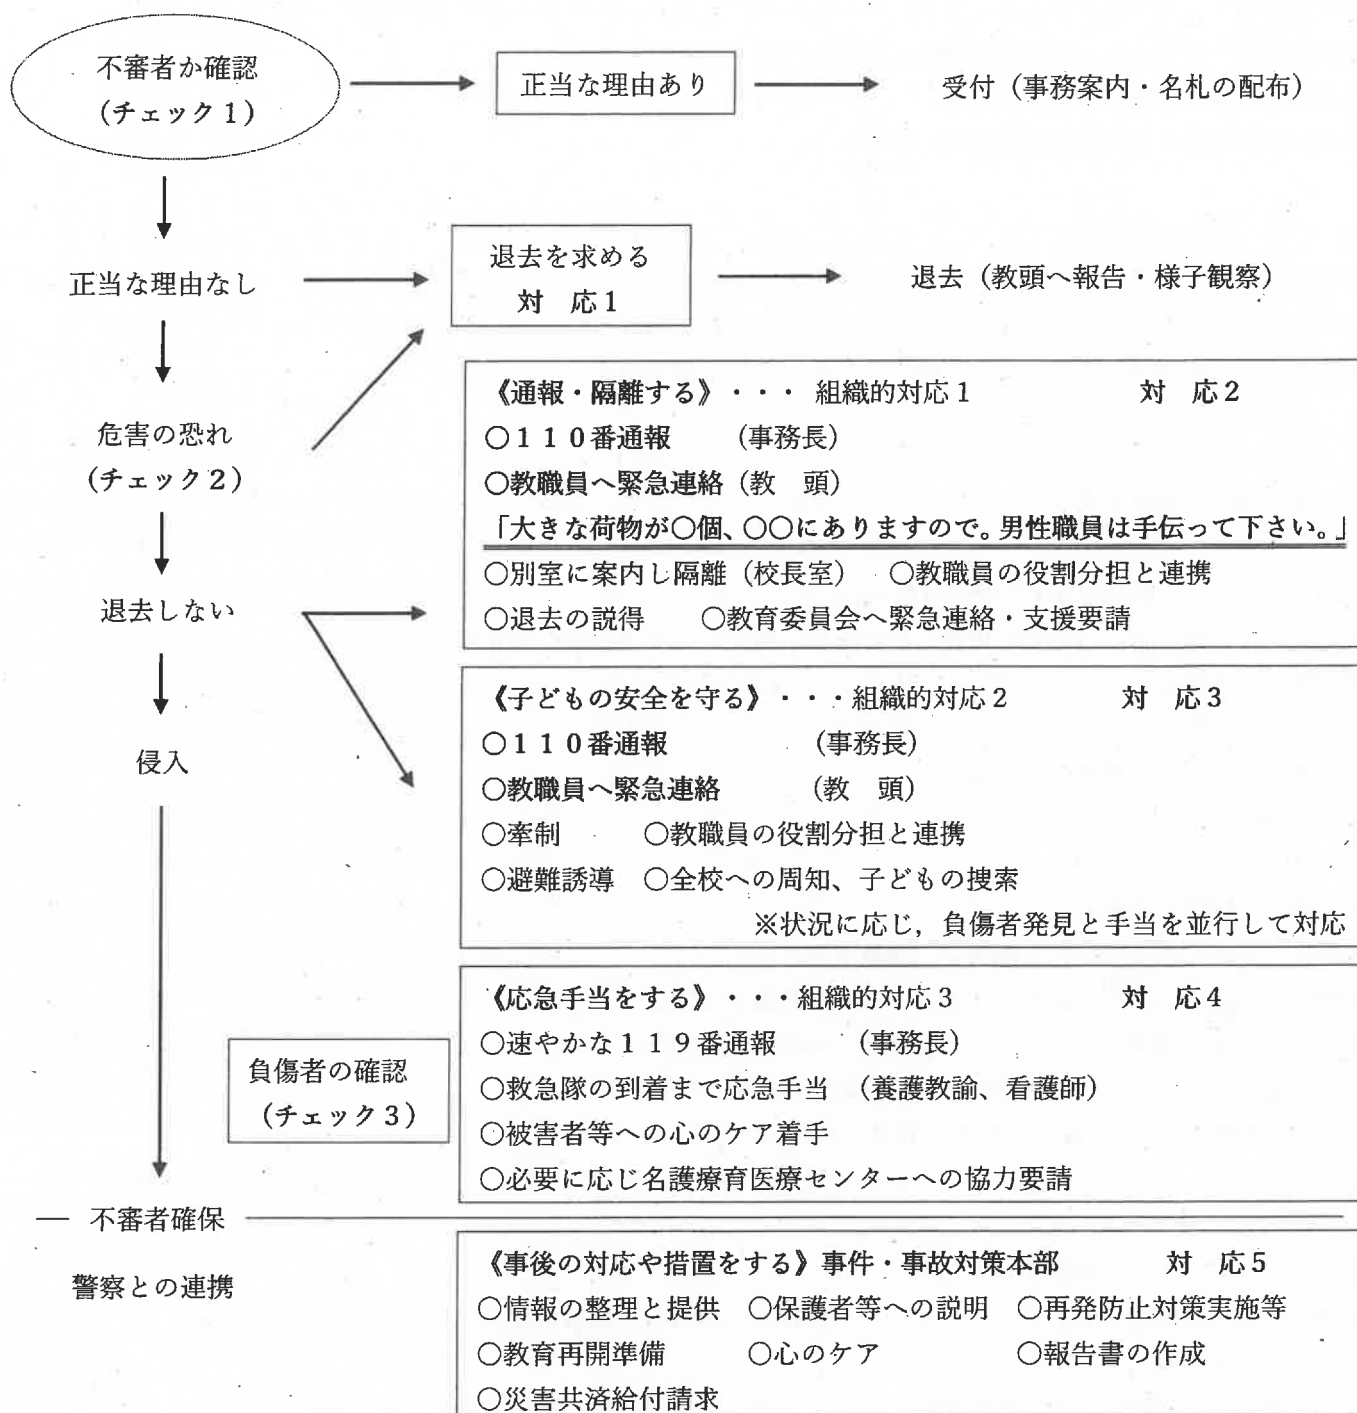 不審者か確認
(チェック１)
正当な理由あり
受付（事務案内・名札の配布）
正当な理由なし
退去を求める
対　応１
退去（教頭へ報告・様子観察）
危害の恐れ
(チェック２)
《通報・隔離する》・・・ 組織的対応１　対　応２
○１１０番通報　（事務長）
○教職員へ緊急連絡（教　頭）
「大きな荷物が○個、○○にありますので。男性職員は手伝って下さい。」
○別室に案内し隔離（校長室）　○教職員の役割分担と連携
○退去の説得　○教育委員会へ緊急連絡・支援要請
退去しない
《子どもの安全を守る》・・・組織的対応２　対　応３
○１１０番通報　（事務長）
○教職員へ緊急連絡　（教　頭）
○牽制　○教職員の役割分担と連携
○避難誘導　○全校への周知、子どもの捜索
※状況に応じ，負傷者発見と手当を並行して対応
侵入
負傷者の確認
(チェック３)
《応急手当をする》・・・組織的対応３　対　応４
○速やかな１１９番通報　（事務長）
○救急隊の到着まで応急手当　（養護教諭、看護師）
○被害者等への心のケア着手
○必要に応じ名護療育医療センターへの協力要請
不審者確保
警察との連携
《事後の対応や措置をする》事件・事故対策本部　対　応５
○情報の整理と提供　○保護者等への説明　○再発防止対策実施等
○教育再開準備　○心のケア　○報告書の作成
○災害共済給付請求